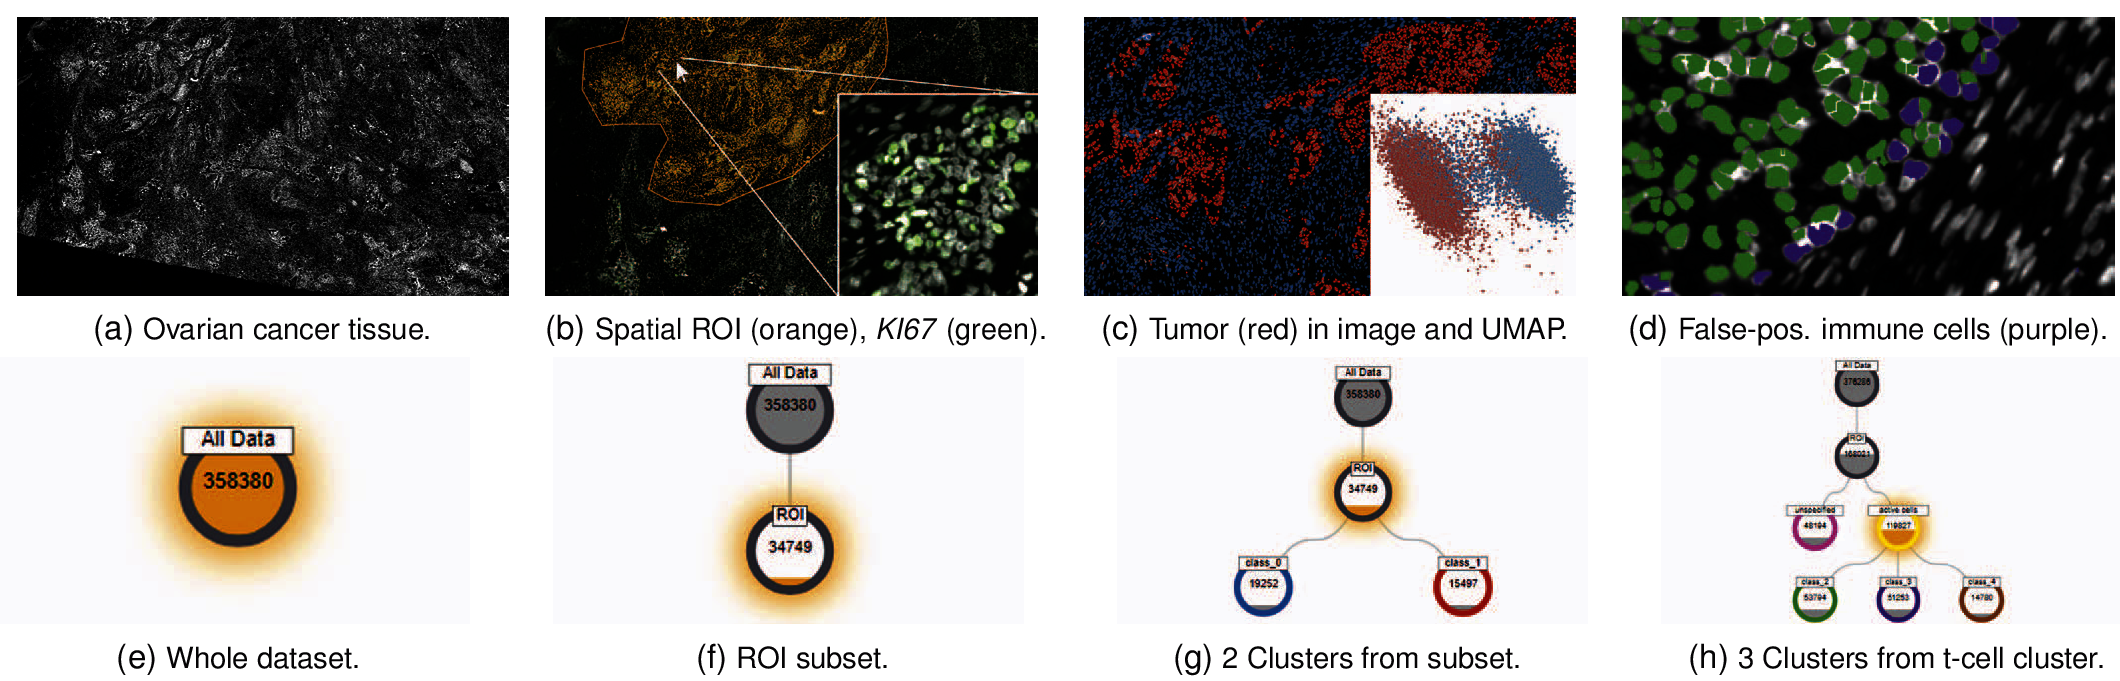 (a) Ovarian cancer tissue.
(b) Spatial ROI (orange), KI67 (green).
(c) Tumor (red) in image and UMAP.
(d) False-pos. immune cells (purple).
All Data
358380
(e) Whole dataset.
All Data
358380
ROI
34749
(f) ROI subset.
All Data
358380
ROI
34749
class_0
19252
class_1
15497
(g) 2 Clusters from subset.
All Data
376286
ROI
168021
unspecified
48194
active cells
119827
class_2
53794
class_3
51253
class_4
14780
(h) 3 Clusters from t-cell cluster.